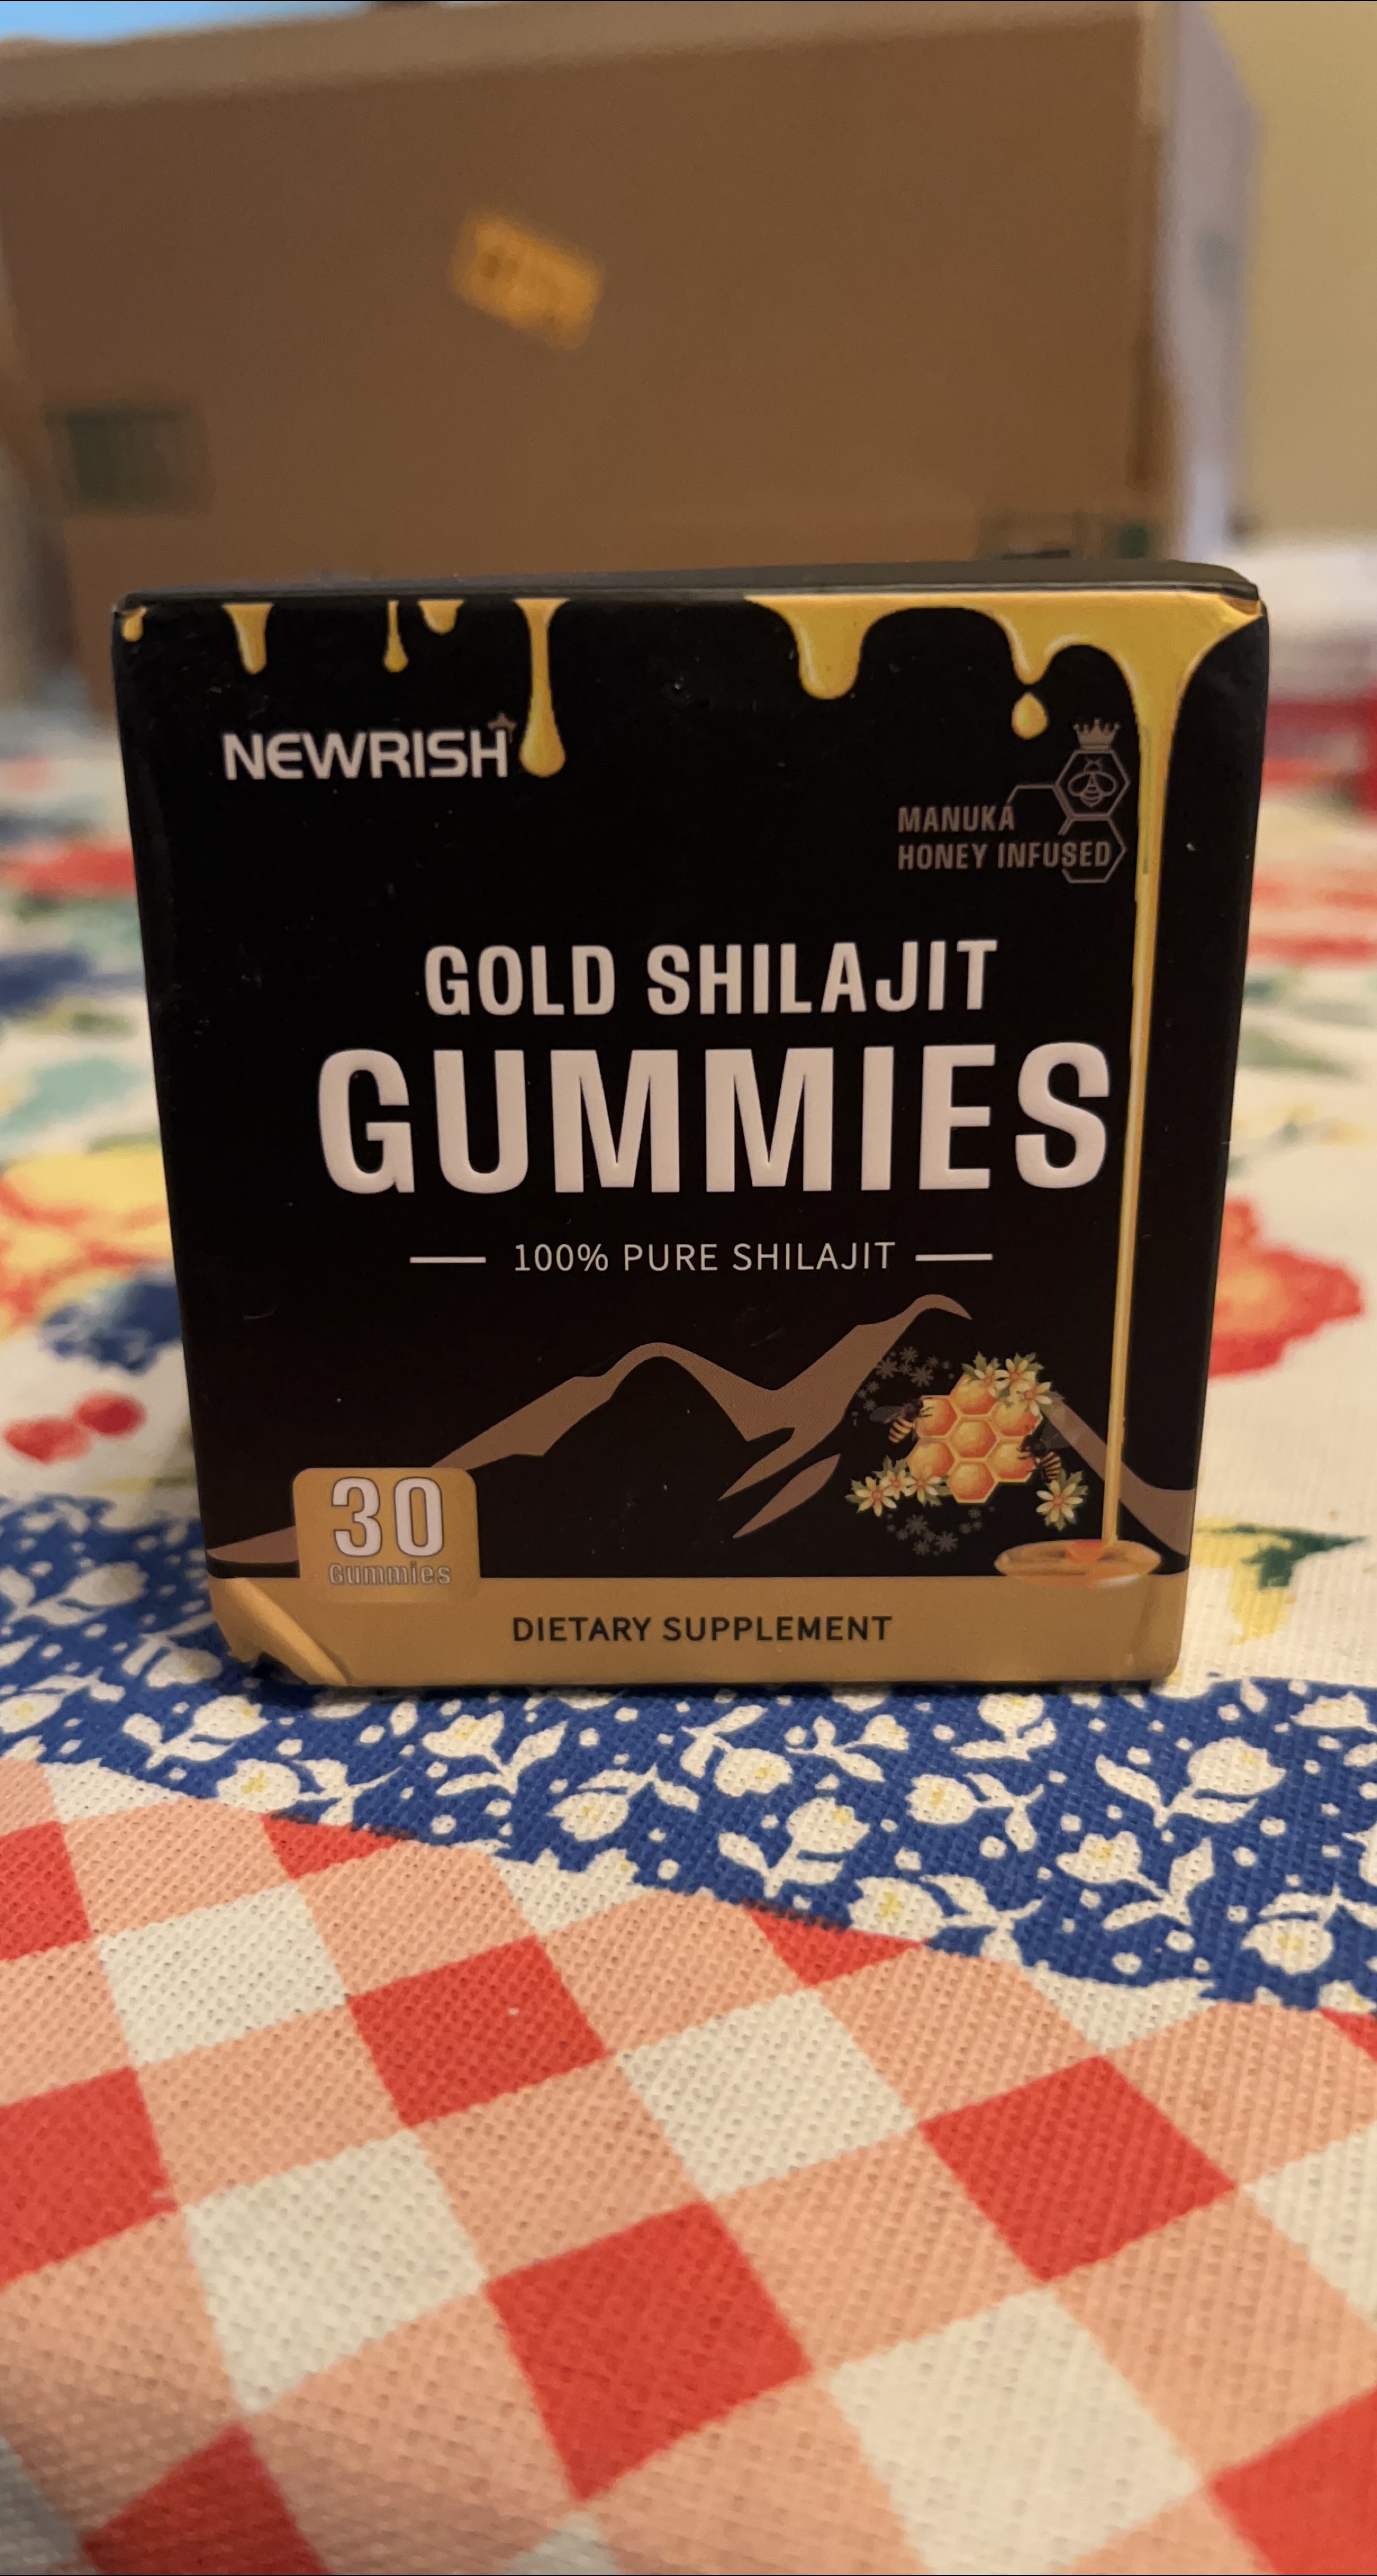 NEWRISH
MANUKA
HONEY INFUSED
GOLD SHILAJIT
GUMMIES
100% PURE SHILAJIT
30
Gummies
DIETARY SUPPLEMENT